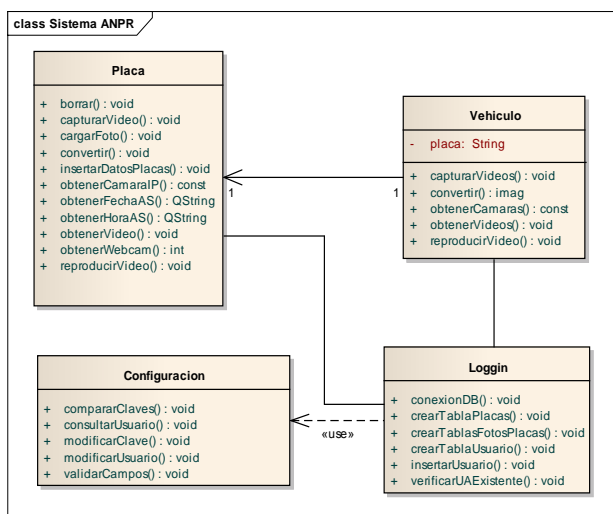 class Sistema ANPR
Placa
+ borrar() : void
+ capturarVideo() : void
+ cargarFoto() : void
+ convertir() : void
+ insertarDatosPlacas() : void
+ obtenerCamaraIP() : const
+ obtenerFechaAS() : QString
+ obtenerHoraAS() : QString
+ obtenerVideo() : void
+ obtenerWebcam() : int
+ reproducirVideo() : void
Vehiculo
- placa: String
+ capturarVideos() : void
+ convertir() : imag
+ obtenerCamaras() : const
+ obtenerVideos() : void
+ reproducirVideo() : void
1
1
Configuracion
+ compararClaves() : void
+ consultarUsuario() : void
+ modificarClave() : void
+ modificarUsuario() : void
+ validarCampos() : void
«use»
Loggin
+ conexionDB() : void
+ crearTablaPlacas() : void
+ crearTablasFotosPlacas() : void
+ crearTablaUsuario() : void
+ insertarUsuario() : void
+ verificarUAExistente() : void